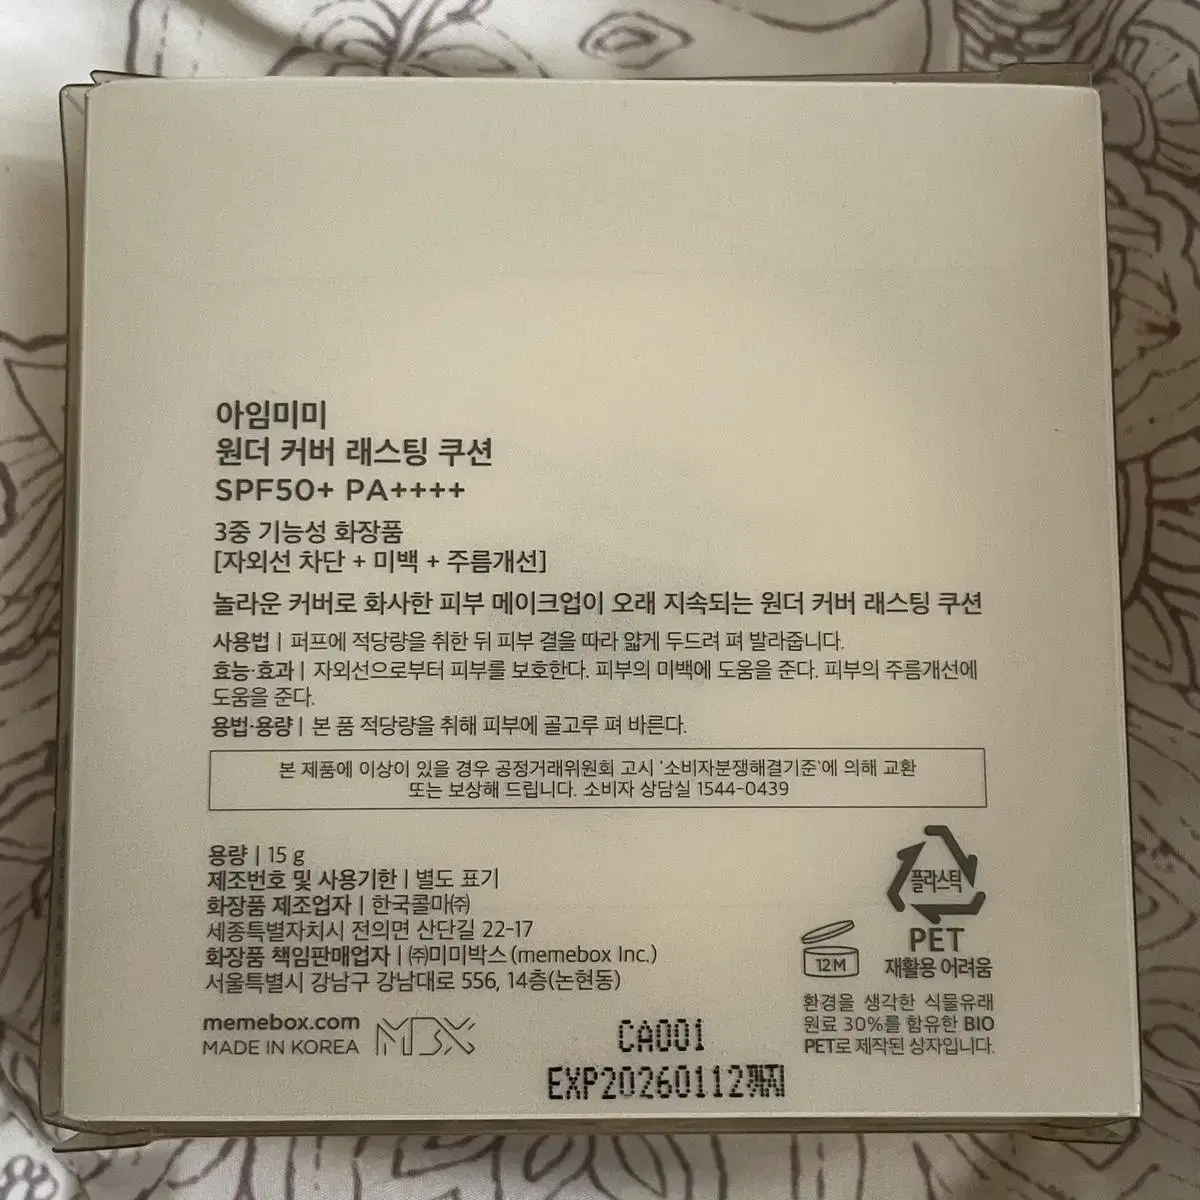 아임미미
원더 커버 래스팅 쿠션
SPF50+ PA++++
3중 기능성 화장품
[자외선 차단 + 미백 + 주름개선]
놀라운 커버로 화사한 피부 메이크업이 오래 지속되는 원더 커버 래스팅 쿠션
사용법 | 퍼프에 적당량을 취한 뒤 피부 결을 따라 얇게 두드려 펴 발라줍니다.
효능·효과 | 자외선으로부터 피부를 보호한다. 피부의 미백에 도움을 준다. 피부의 주름개선에
도움을 준다.
용법·용량 | 본 품 적당량을 취해 피부에 골고루 펴 바른다.
본 제품에 이상이 있을 경우 공정거래위원회 고시 '소비자분쟁해결기준'에 의해 교환
또는 보상해 드립니다. 소비자 상담실 1544-0439
용량 | 15 g
제조번호 및 사용기한 | 별도 표기
화장품 제조업자 | 한국콜마㈜
세종특별자치시 전의면 산단길 22-17
화장품 책임판매업자 | ㈜미미박스 (memebox Inc.)
서울특별시 강남구 강남대로 556, 14층(논현동)
memebox.com
MADE IN KOREA
MBX
플라스틱
PET
재활용 어려움
12M
환경을 생각한 식물유래
원료 30%를 함유한 BIO
PET로 제작된 상자입니다.
CA001
EXP20260112까지